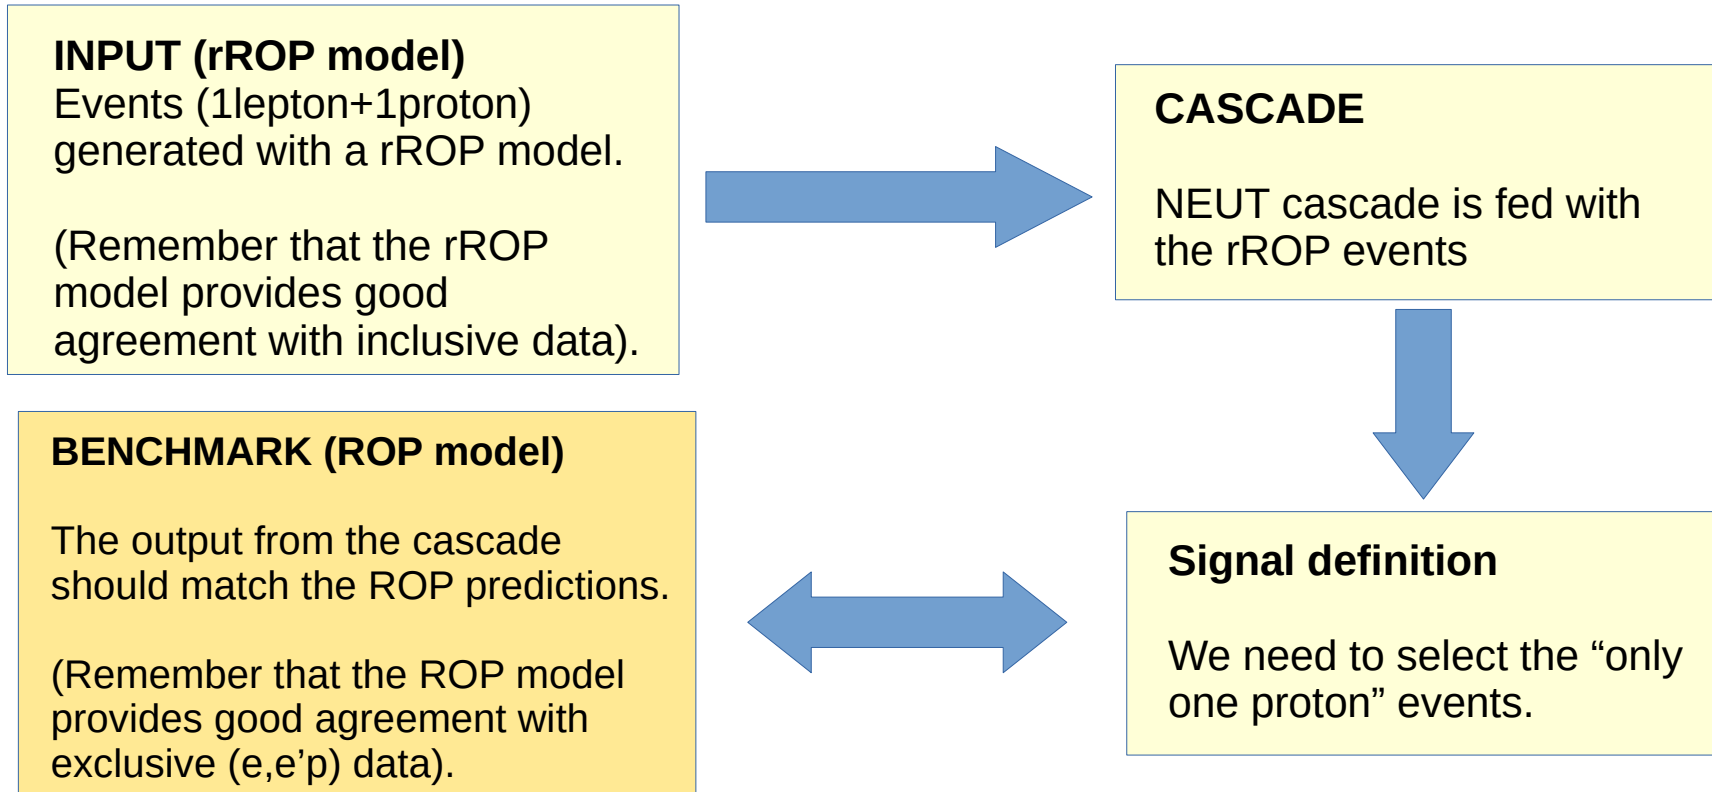 INPUT (rROP model)
Events (1lepton+1proton)
generated with a rROP model.
(Remember that the rROP
model provides good
agreement with inclusive data).
CASCADE
NEUT cascade is fed with
the rROP events
BENCHMARK (ROP model)
The output from the cascade
should match the ROP predictions.
(Remember that the ROP model
provides good agreement with
exclusive (e,e’p) data).
Signal definition
We need to select the “only
one proton” events.